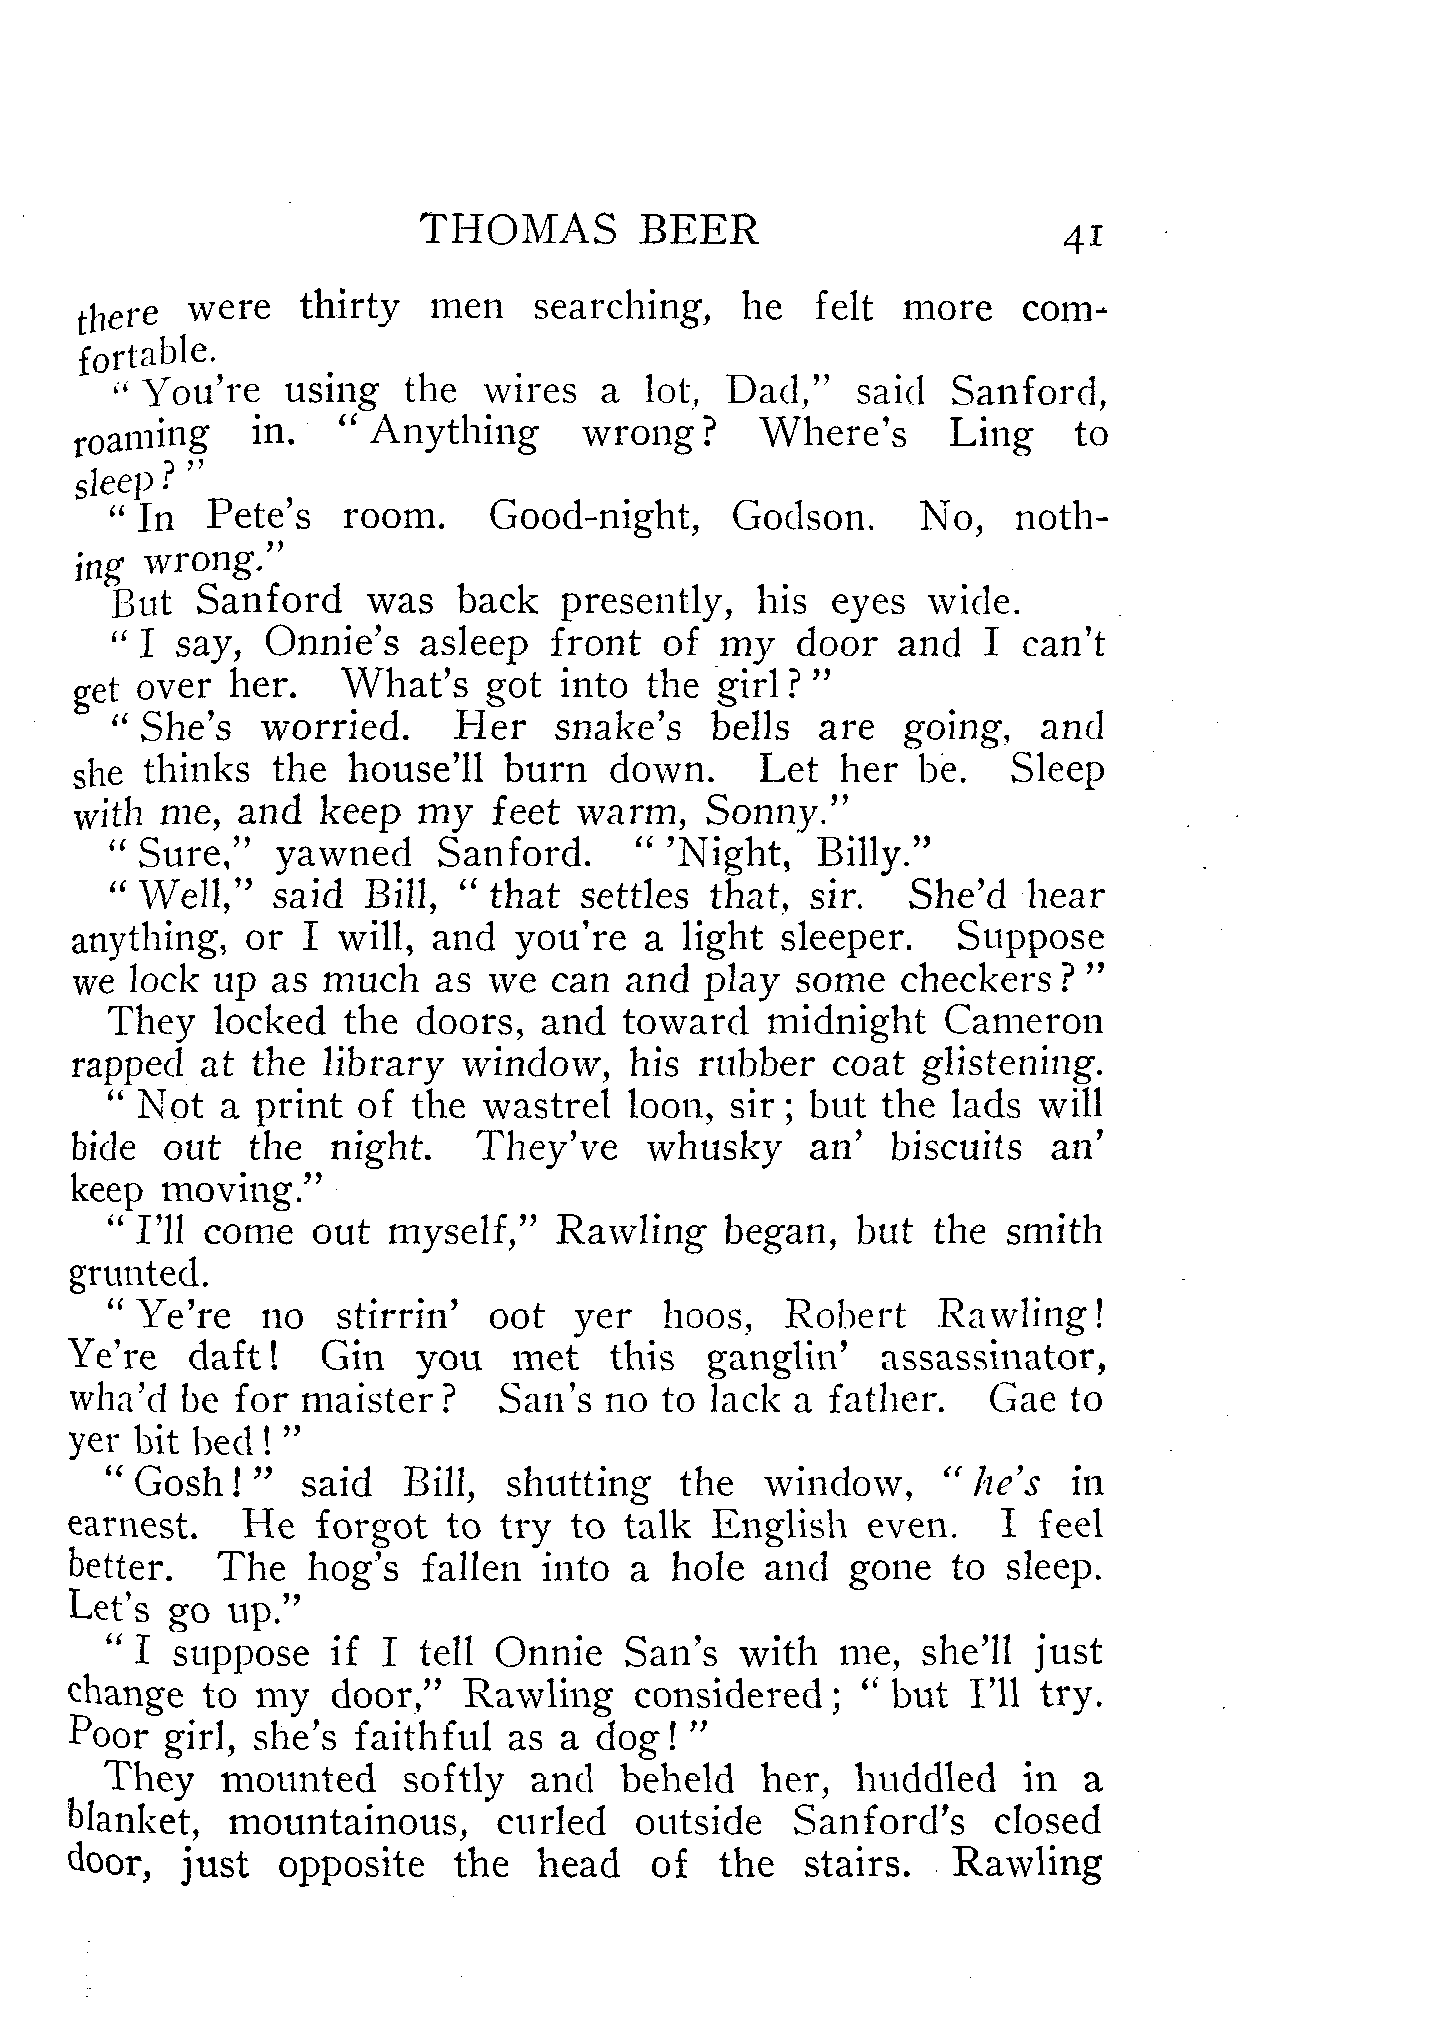 THOMAS BEER 41
there were thirty men searching, he felt more com-
fortable.
“ You’re using the wires a lot, Dad,” said Sanford,
roaming in. “ Anything wrong? Where’s Ling to
sleep? ”
“ In Pete’s room. Good-night, Godson. No, noth-
ing wrong.”
But Sanford was back presently, his eyes wide.
“ I say, Onnie’s asleep front of my door and I can’t
get over her. What’s got into the girl? ”
“ She’s worried. Her snake’s bells are going, and
she thinks the house’ll burn down. Let her be. Sleep
with me, and keep my feet warm, Sonny.”
“ Sure,” yawned Sanford. “ ’Night, Billy.”
“ Well,” said Bill, “ that settles that, sir. She’d hear
anything, or I will, and you’re a light sleeper. Suppose
we lock up as much as we can and play some checkers? ”
They locked the doors, and toward midnight Cameron
rapped at the library window, his rubber coat glistening.
“ Not a print of the wastrel loon, sir; but the lads will
bide out the night. They’ve whusky an’ biscuits an’
keep moving.”
“ I’ll come out myself,” Rawling began, but the smith
grunted.
“ Ye’re no stirrin’ oot yer hoos, Robert Rawling!
Ye’re daft! Gin you met this ganglin’ assassinator,
wha’d be for maister? San’s no to lack a father. Gae to
yer bit bed! ”
“ Gosh! ” said Bill, shutting the window, “ he’s in
earnest. He forgot to try to talk English even. I feel
better. The hog’s fallen into a hole and gone to sleep.
Let’s go up.”
“ I suppose if I tell Onnie San’s with me, she’ll just
change to my door,” Rawling considered; “ but I’ll try.
Poor girl, she’s faithful as a dog! ”
They mounted softly and beheld her, huddled in a
blanket, mountainous, curled outside Sanford’s closed
door, just opposite the head of the stairs. Rawling